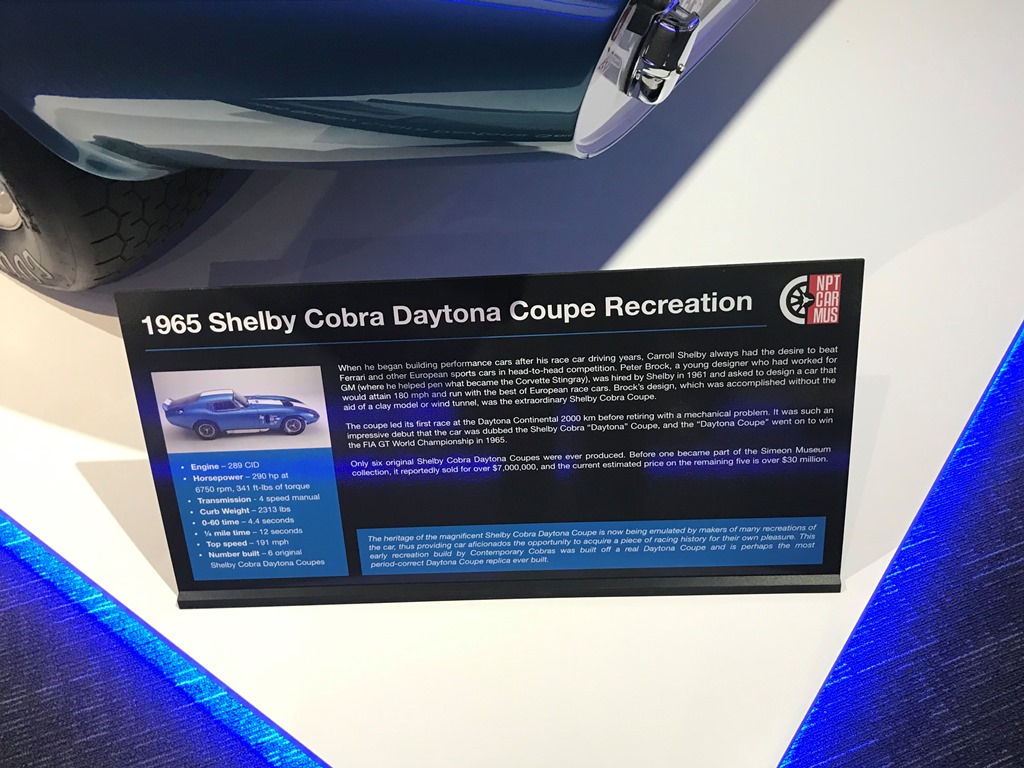 1965 Shelby Cobra Daytona Coupe Recreation
NPT
CAR
MUS
When he began building performance cars after his race car driving years, Carroll Shelby always had the desire to beat
Ferrari and other European sports cars in head-to-head competition. Peter Brock, a young designer who had worked for
GM (where he helped pen what became the Corvette Stingray), was hired by Shelby in 1961 and asked to design a car that
would attain 180 mph and run with the best of European race cars. Brock's design, which was accomplished without the
aid of a clay model or wind tunnel, was the extraordinary Shelby Cobra Coupe.
The coupe led its first race at the Daytona Continental 2000 km before retiring with a mechanical problem. It was such an
impressive debut that the car was dubbed the Shelby Cobra "Daytona" Coupe, and the "Daytona Coupe" went on to win
the FIA GT World Championship in 1965.
Only six original Shelby Cobra Daytona Coupes were ever produced. Before one became part of the Simeon Museum
collection, it reportedly sold for over $7,000,000, and the current estimated price on the remaining five is over $30 million.
• Engine – 289 CID
• Horsepower – 290 hp at
6750 rpm, 341 ft-lbs of torque
• Transmission - 4 speed manual
• Curb Weight – 2313 lbs
• 0-60 time – 4.4 seconds
• ¼ mile time – 12 seconds
• Top speed – 191 mph
• Number built – 6 original
Shelby Cobra Daytona Coupes
The heritage of the magnificent Shelby Cobra Daytona Coupe is now being emulated by makers of many recreations of
the car, thus providing car aficionados the opportunity to acquire a piece of racing history for their own pleasure. This
early recreation build by Contemporary Cobras was built off a real Daytona Coupe and is perhaps the most
period-correct Daytona Coupe replica ever built.